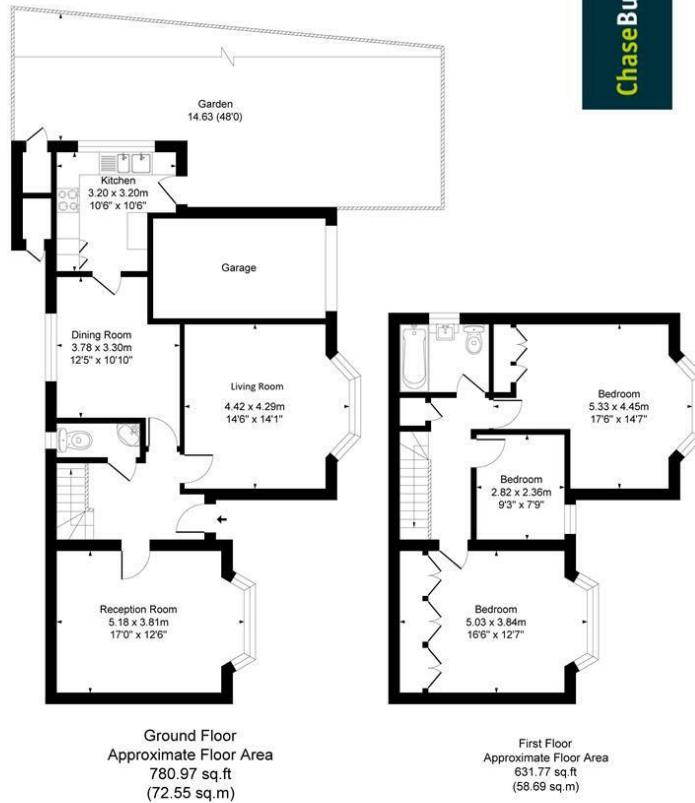 ChaseBu
Garden
14.63 (48'0)
Kitchen
3.20 x 3.20m
10'6" x 10'6"
Garage
Dining Room
3.78 x 3.30m
12'5" x 10'10"
Living Room
4.42 x 4.29m
14'6" x 14'1"
Reception Room
5.18 x 3.81m
17'0" x 12'6"
Ground Floor
Approximate Floor Area
780.97 sq.ft
(72.55 sq.m)
Bedroom
5.33 x 4.45m
17'6" x 14'7"
Bedroom
2.82 x 2.36m
9'3" x 7'9"
Bedroom
5.03 x 3.84m
16'6" x 12'7"
First Floor
Approximate Floor Area
631.77 sq.ft
(58.69 sq.m)